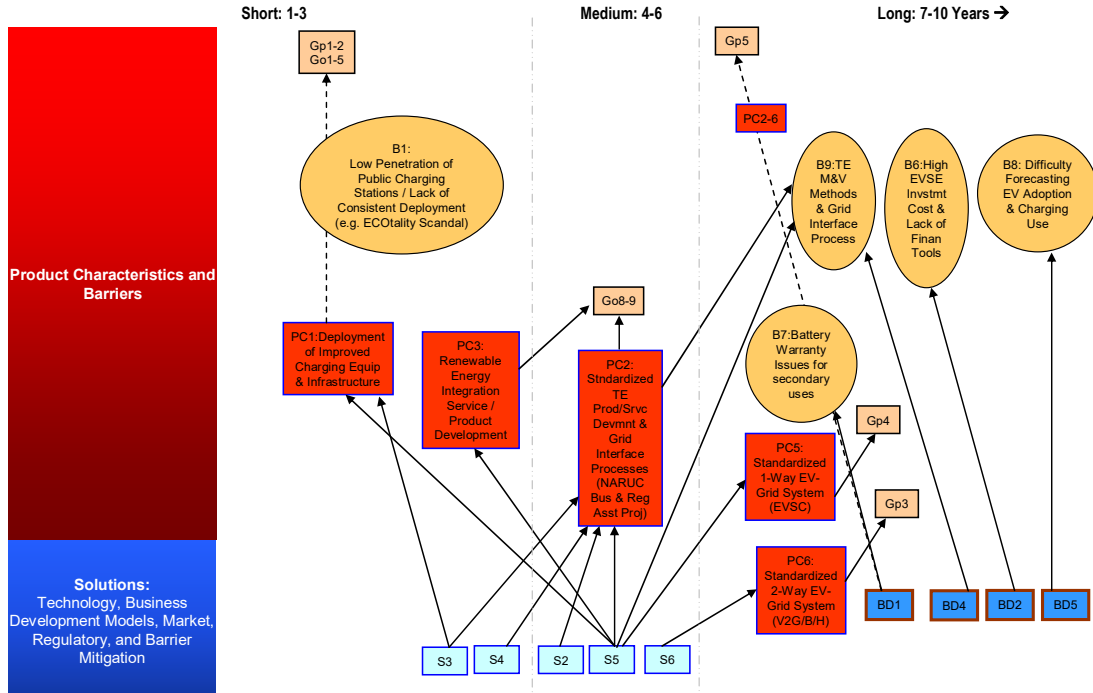 Short: 1-3
Medium: 4-6
Long: 7-10 Years →
Gp1-2
Go1-5
Gp5
PC2-6
B1:
Low Penetration of
Public Charging
Stations / Lack of
Consistent Deployment
(e.g. ECOtality Scandal)
B9:TE
M&V
Methods
& Grid
Interface
Process
B6:High
EVSE
Invstmt
Cost &
Lack of
Finan
Tools
B8: Difficulty
Forecasting
EV Adoption
& Charging
Use
Product Characteristics and
Barriers
Go8-9
PC1:Deployment
of Improved
Charging Equip
& Infrastructure
PC3:
Renewable
Energy
Integration
Service /
Product
Development
PC2:
Stndardized
TE
Prod/Srvc
Devmnt &
Grid
Interface
Processes
(NARUC
Bus & Reg
Asst Proj)
B7:Battery
Warranty
Issues for
secondary
uses
Gp4
PC5:
Standardized
1-Way EV-
Grid System
(EVSC)
Gp3
PC6:
Standardized
2-Way EV-
Grid System
(V2G/B/H)
Solutions:
Technology, Business
Development Models, Market,
Regulatory, and Barrier
Mitigation
BD1
BD4
BD2
BD5
S3
S4
S2
S5
S6